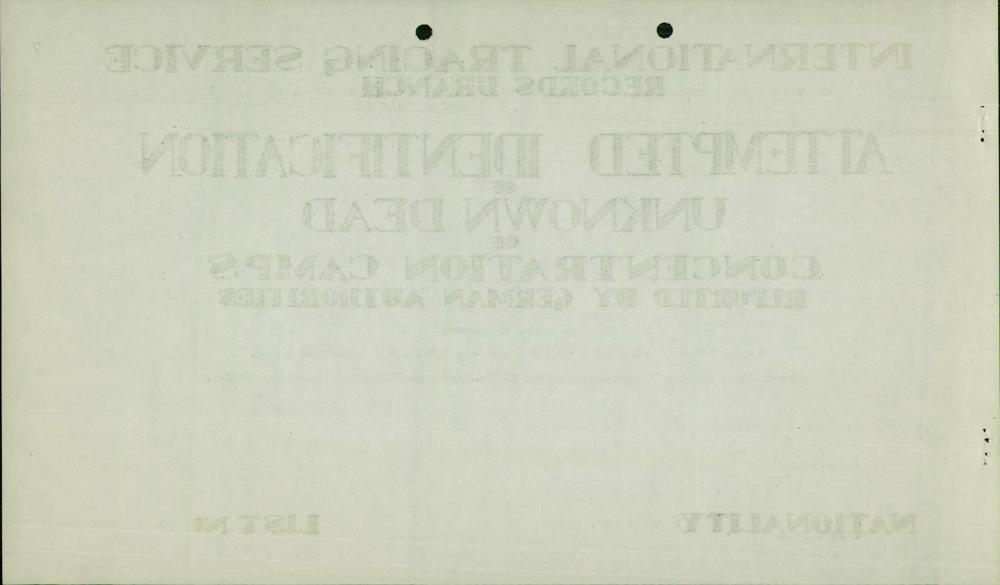 INTERNATIONAL TRACING SERVICE
RECORDS BRANCH
ATTEMPTED IDENTIFICATION
OF
UNKNOWN DEAD
OF
CONCENTRATION CAMPS
REPORTED BY GERMAN AUTHORITIES
NATIONALITY:
LIST №